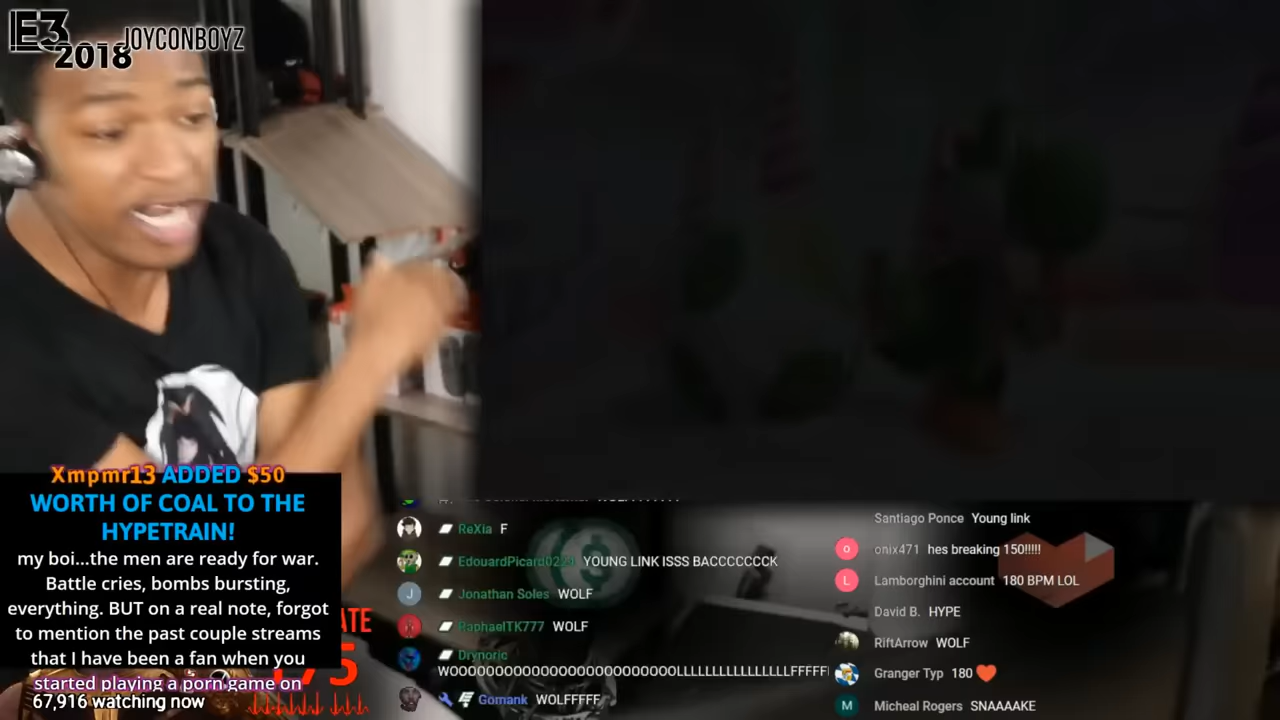 E3
2018
JOYCONBOYZ
Xmpmr13 ADDED $50
WORTH OF COAL TO THE
HYPETRAIN!
my boi...the men are ready for war.
Battle cries, bombs bursting,
everything. BUT on a real note, forgot
to mention the past couple streams
that I have been a fan when you
started playing a porn game on
67,916 watching now
ReXia F
YOUNG LINK ISSS BACCCCCCCK
Jonathan Soles WOLF
RaphaelTK777 WOLF
Drynoric
Gomank WOLFFFFF
Santiago Ponce Young link
onix471 hes breaking 150!!!!!
Lamborghini account 180 BPM LOL
David B. HYPE
RiftArrow WOLF
Granger Typ 180
Micheal Rogers SNAAAAKE